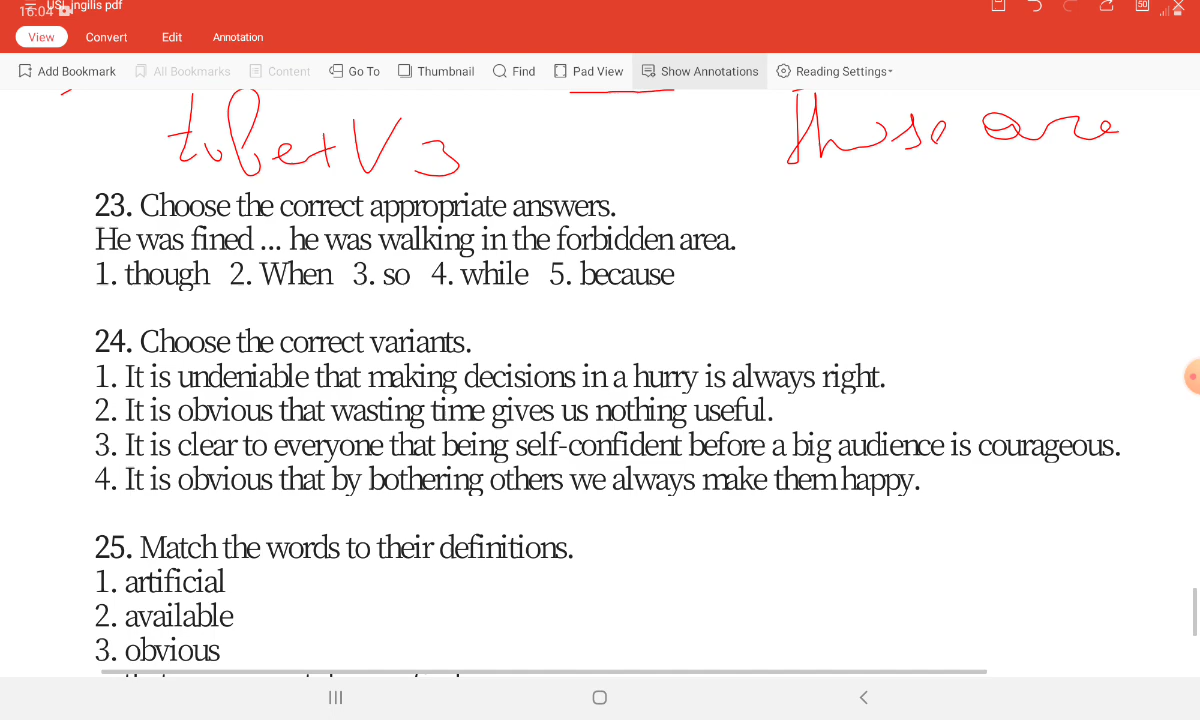 16:04 USL ingilis pdf
50
View Convert Edit Annotation
Add Bookmark All Bookmarks Content Go To Thumbnail Find Pad View Show Annotations Reading Settings
to be + V 3 those are
23. Choose the correct appropriate answers.
He was fined ... he was walking in the forbidden area.
1. though 2. When 3. so 4. while 5. because
24. Choose the correct variants.
1. It is undeniable that making decisions in a hurry is always right.
2. It is obvious that wasting time gives us nothing useful.
3. It is clear to everyone that being self-confident before a big audience is courageous.
4. It is obvious that by bothering others we always make them happy.
25. Match the words to their definitions.
1. artificial
2. available
3. obvious